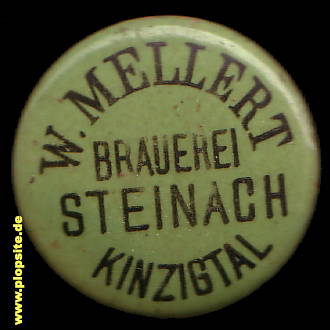 W. MELLERT
BRAUEREI
STEINACH
KINZIGTAL
www.plopsite.de